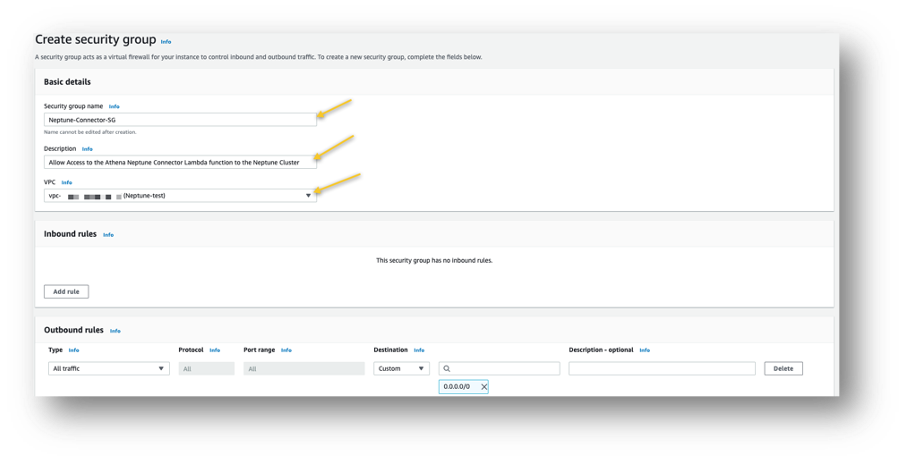 Create security group Info
A security group acts as a virtual firewall for your instance to control inbound and outbound traffic. To create a new security group, complete the fields below.
Basic details
Security group name Info
Neptune-Connector-SG
Name cannot be edited after creation.
Description Info
Allow Access to the Athena Neptune Connector Lambda function to the Neptune Cluster
VPC Info
vpc- (Neptune-test)
Inbound rules Info
This security group has no inbound rules.
Add rule
Outbound rules Info
Type Info Protocol Info Port range Info Destination Info Description - optional Info
All traffic All All Custom Delete
0.0.0.0/0